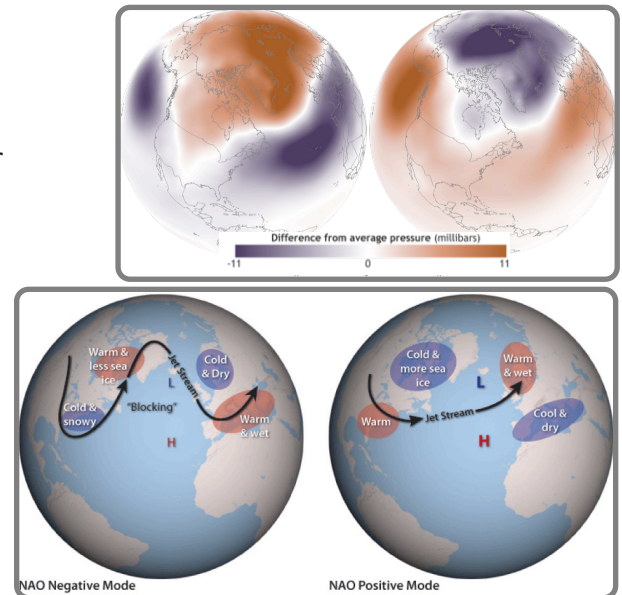 Difference from average pressure (millibars)
-11 0 11
Warm &
less sea
ice
Cold &
snowy
"Blocking"
Jet Stream
L
H
Cold
& Dry
Warm
& wet
NAO Negative Mode
Cold &
more sea
ice
Warm
Jet Stream
L
H
Warm
& wet
Cool &
dry
NAO Positive Mode